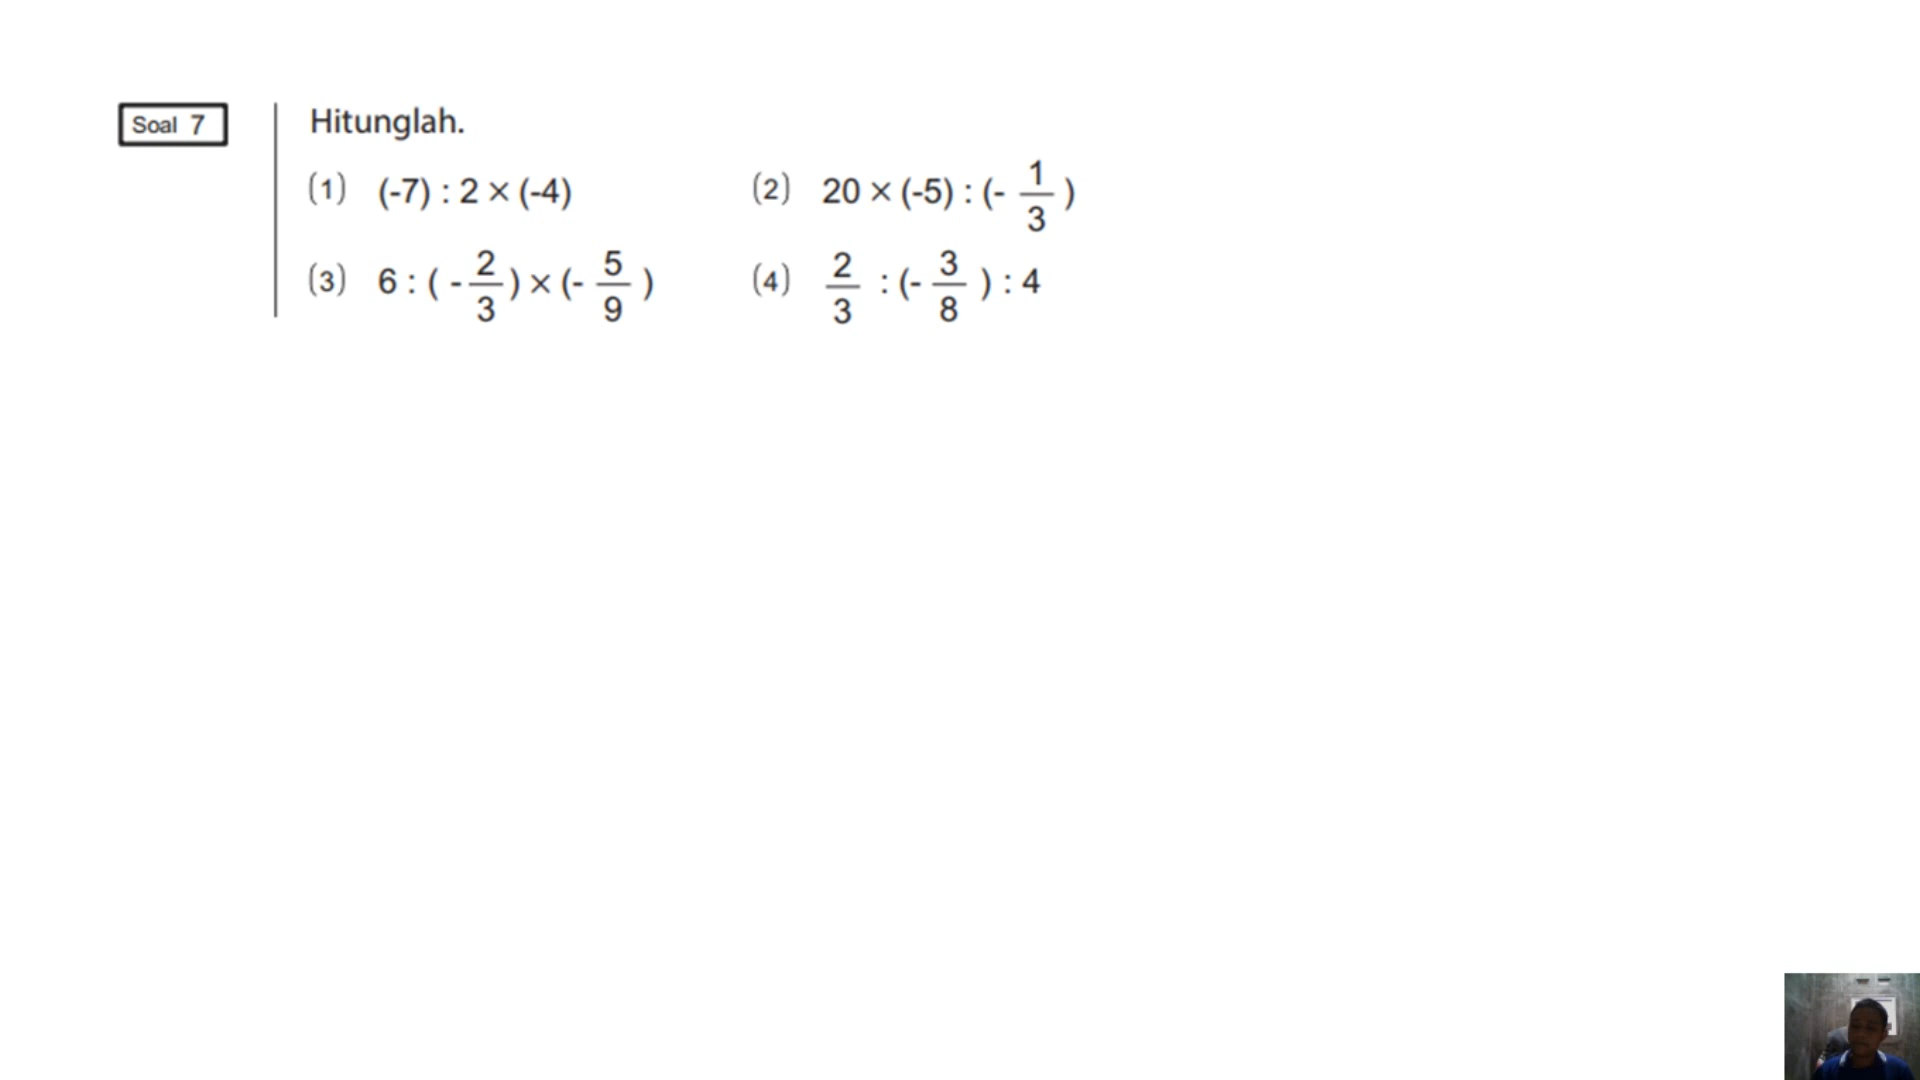 Soal 7
Hitunglah.
(1) (-7) : 2 × (-4)
(2) 20 × (-5) : (- 1/3 )
(3) 6 : ( - 2/3 ) × (- 5/9 )
(4) 2/3 : (- 3/8 ) : 4